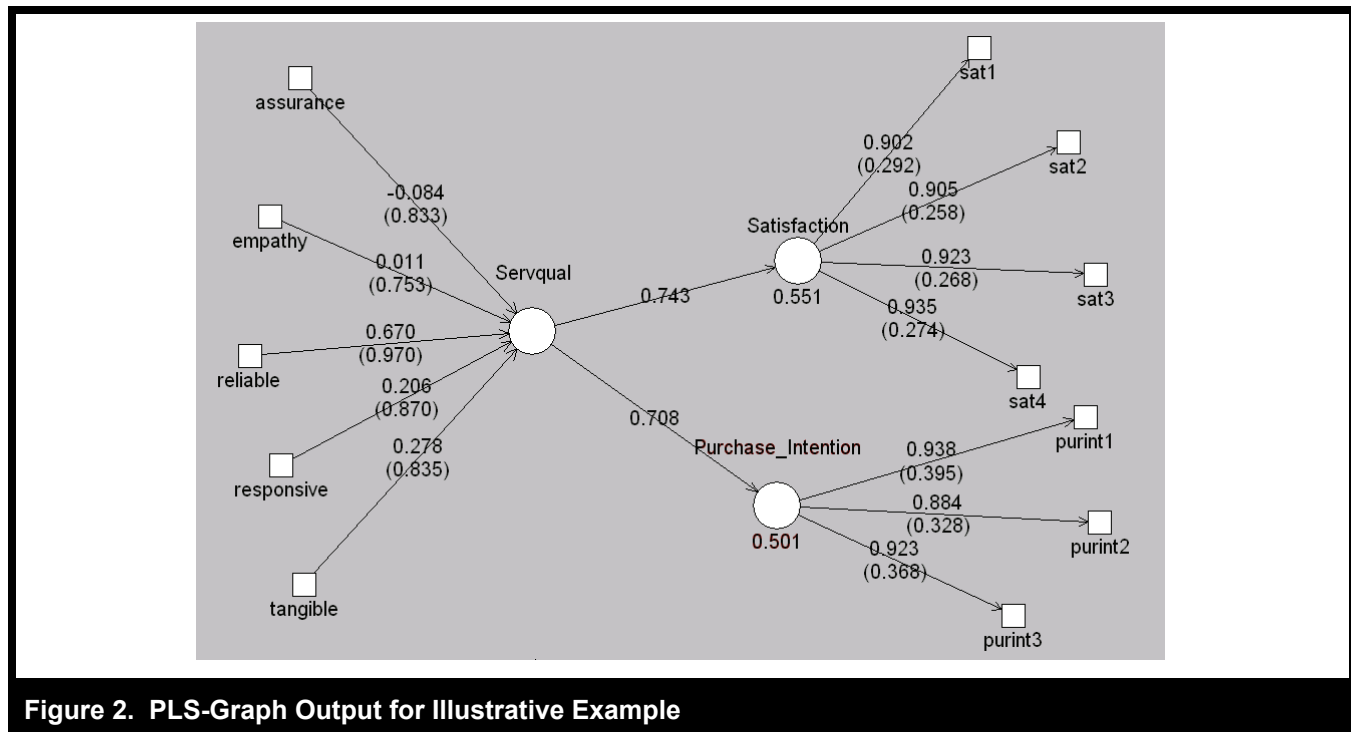 assurance
-0.084
(0.833)
empathy
0.011
(0.753)
reliable
0.670
(0.970)
responsive
0.206
(0.870)
tangible
0.278
(0.835)
Servqual
0.743
0.708
Satisfaction
0.551
sat1
0.902
(0.292)
sat2
0.905
(0.258)
sat3
0.923
(0.268)
sat4
0.935
(0.274)
Purchase_Intention
0.501
purint1
0.938
(0.395)
purint2
0.884
(0.328)
purint3
0.923
(0.368)
Figure 2. PLS-Graph Output for Illustrative Example